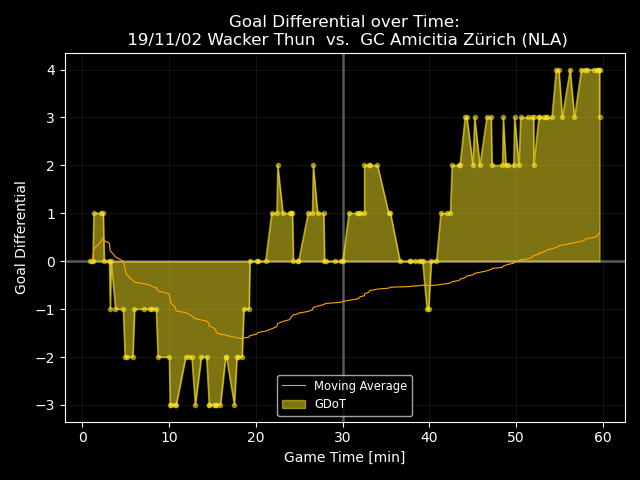 Goal Differential over Time:
19/11/02 Wacker Thun  vs.  GC Amicitia Zürich (NLA)
Goal Differential
4
3
2
1
0
−1
−2
−3
Moving Average
GDoT
0 10 20 30 40 50 60
Game Time [min]